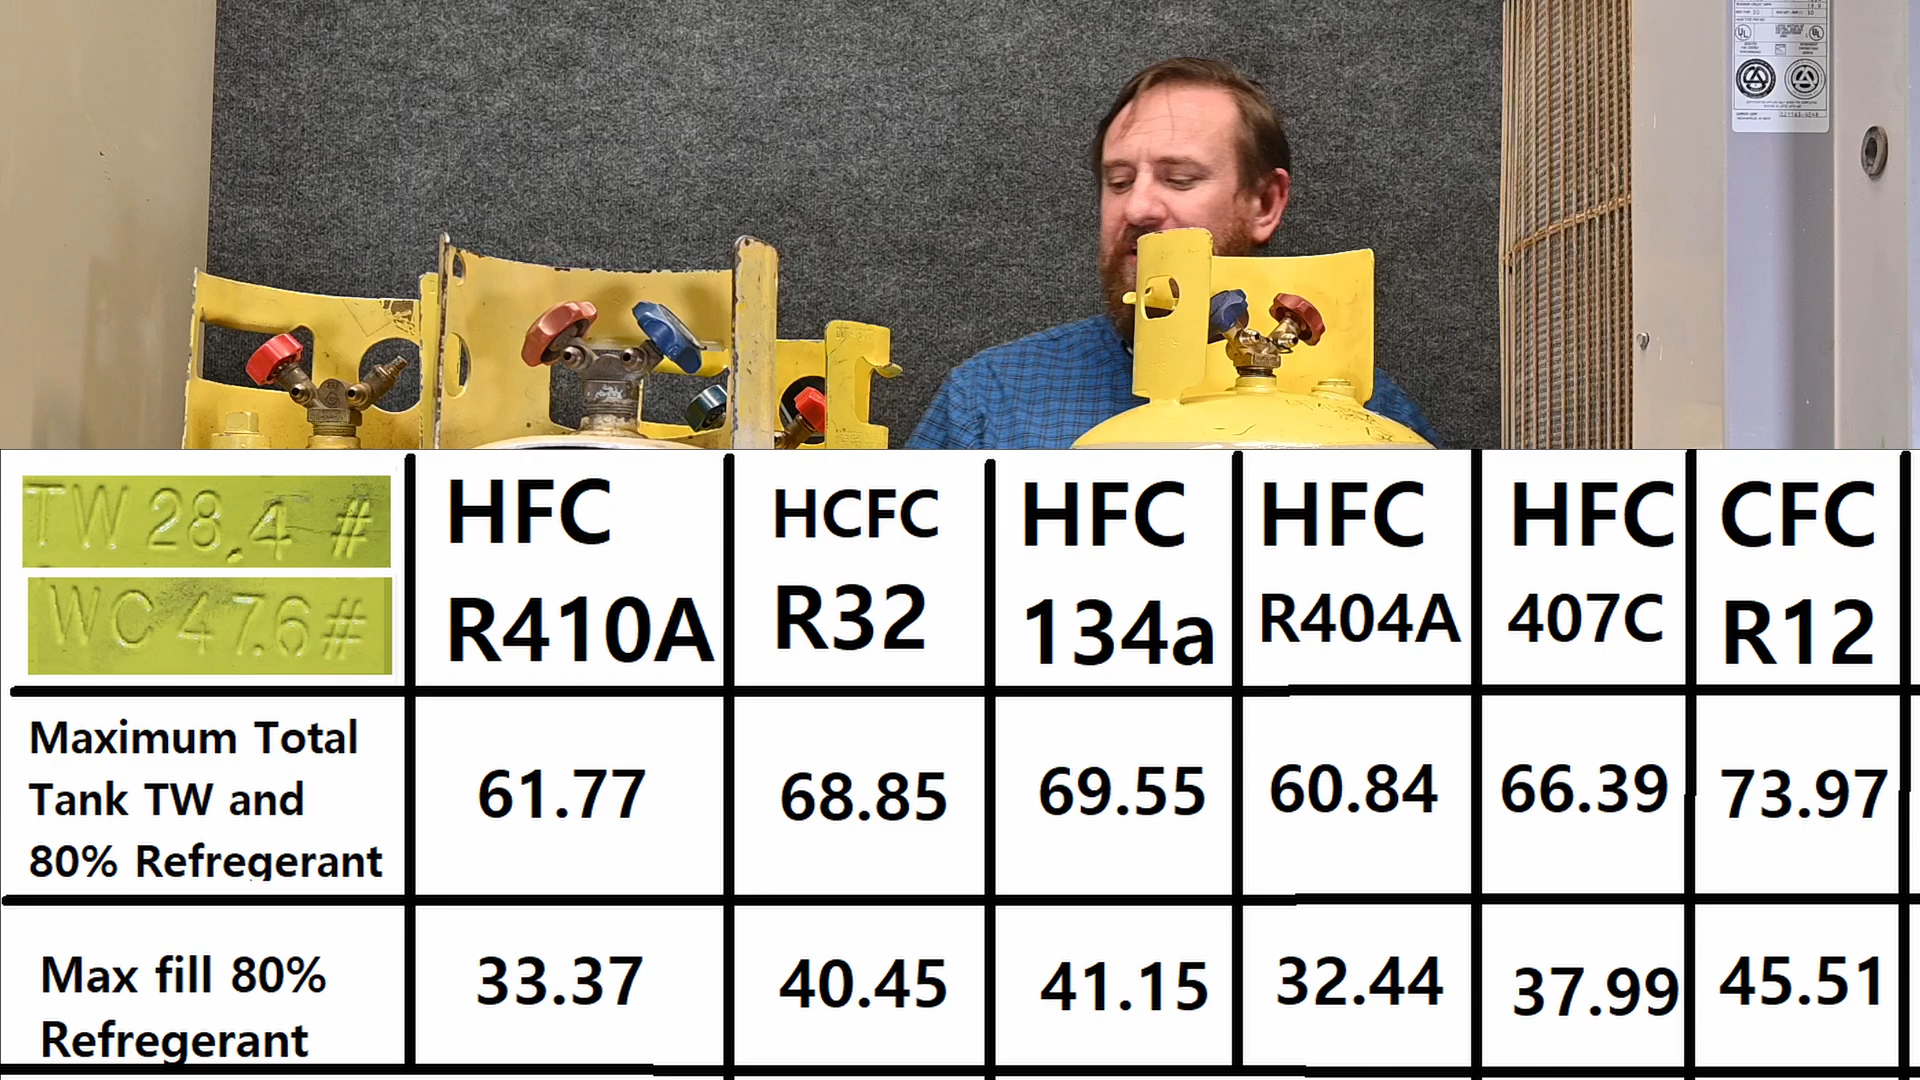 TW 28.4 #
WC 47.6 #
HFC
R410A
HCFC
R32
HFC
134a
HFC
R404A
HFC
407C
CFC
R12
Maximum Total
Tank TW and
80% Refregerant
61.77
68.85
69.55
60.84
66.39
73.97
Max fill 80%
Refregerant
33.37
40.45
41.15
32.44
37.99
45.51